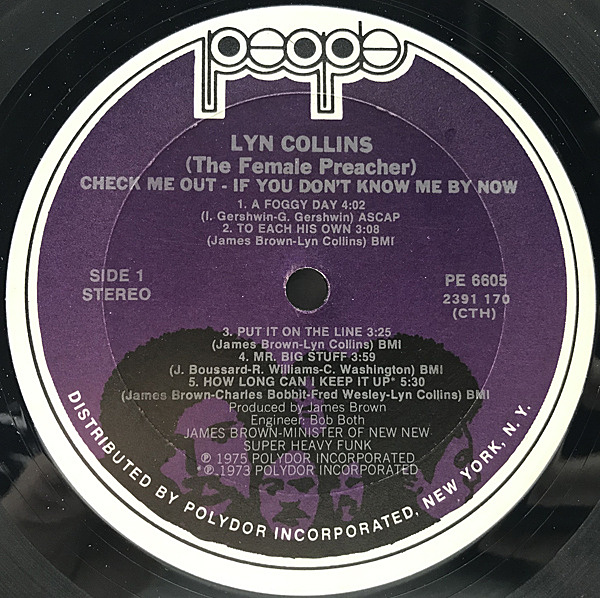 people
LYN COLLINS
(The Female Preacher)
CHECK ME OUT - IF YOU DON'T KNOW ME BY NOW
1. A FOGGY DAY 4:02
(I. Gershwin-G. Gershwin) ASCAP
2. TO EACH HIS OWN 3:08
(James Brown-Lyn Collins) BMI
SIDE 1
STEREO
PE 6605
2391 170
(CTH)
3. PUT IT ON THE LINE 3:25
(James Brown-Lyn Collins) BMI
4. MR. BIG STUFF 3:59
(J. Boussard-R. Williams-C. Washington) BMI
5. HOW LONG CAN I KEEP IT UP* 5:30
(James Brown-Charles Bobbit-Fred Wesley-Lyn Collins) BMI
Produced by James Brown
Engineer: Bob Both
JAMES BROWN-MINISTER OF NEW NEW
SUPER HEAVY FUNK
℗ 1975 POLYDOR INCORPORATED
*℗ 1973 POLYDOR INCORPORATED
DISTRIBUTED BY POLYDOR INCORPORATED, NEW YORK, N.Y.